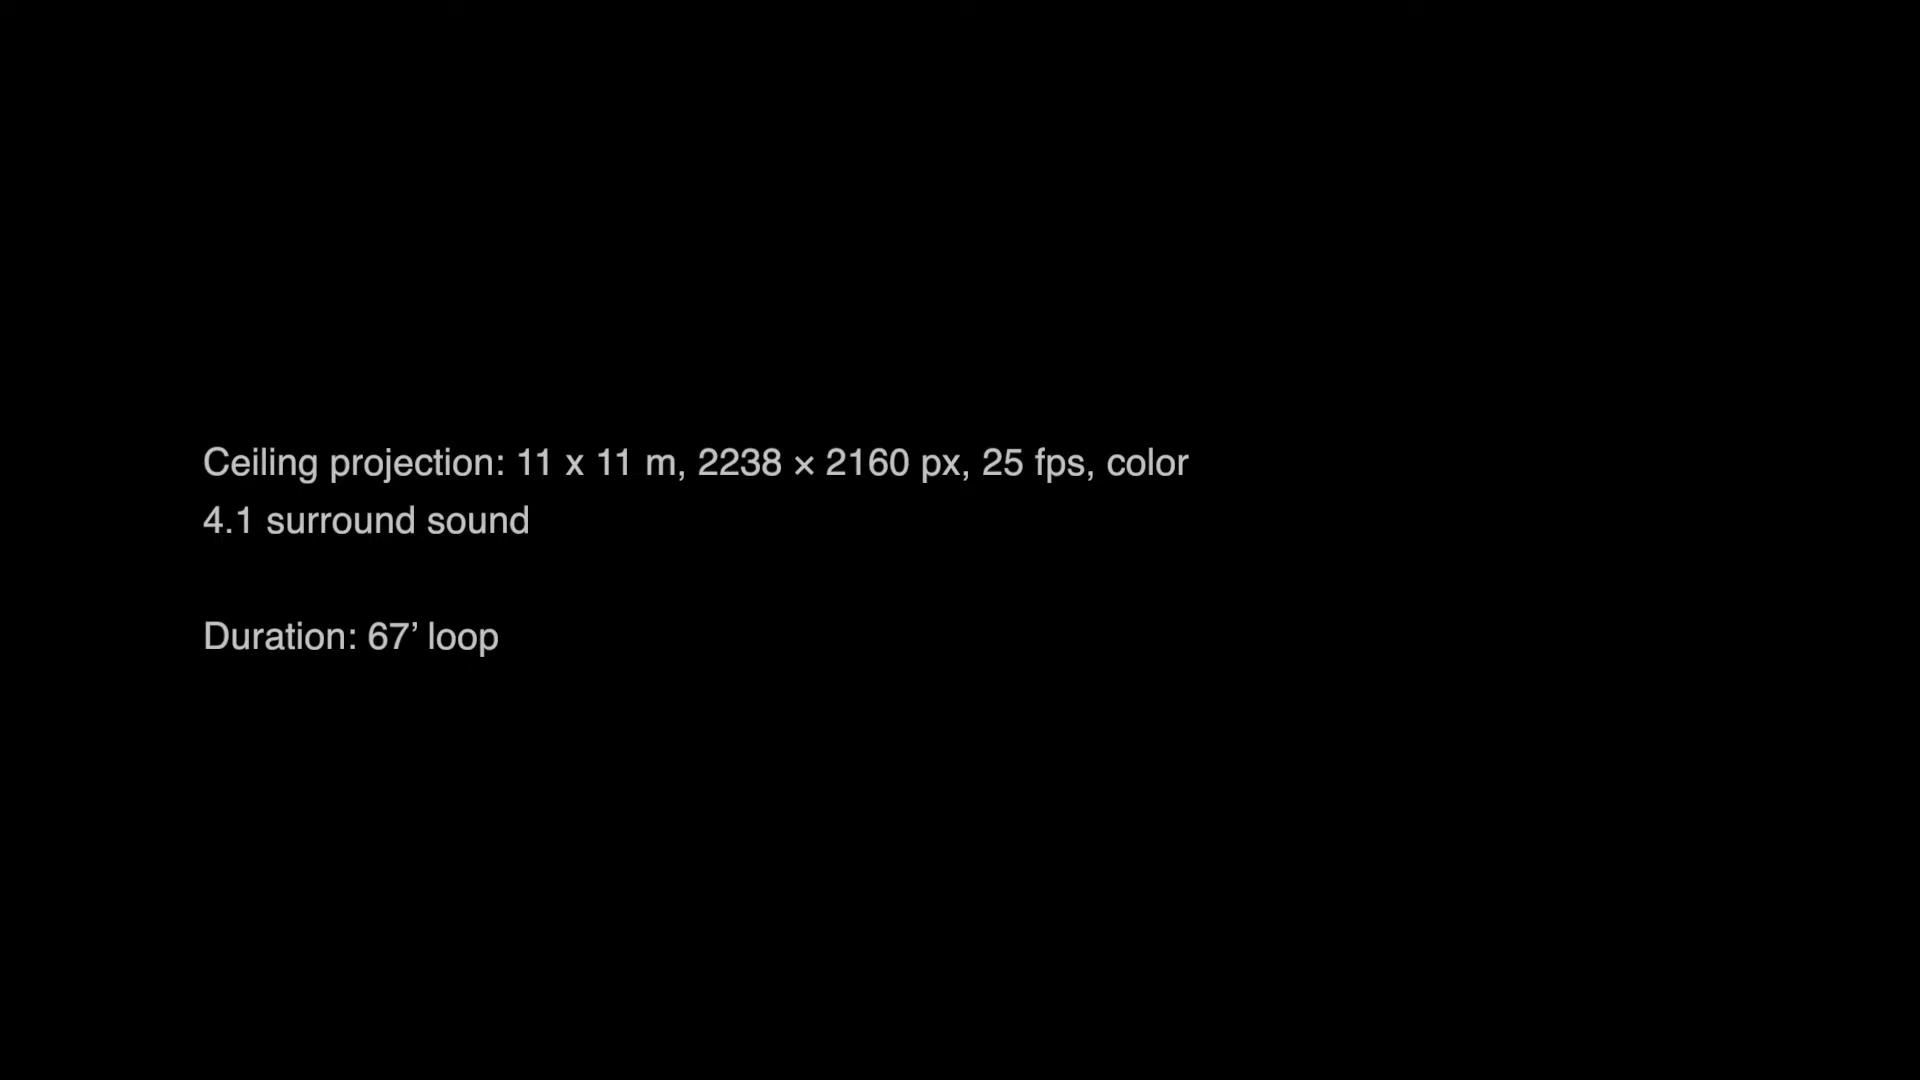 Ceiling projection: 11 x 11 m, 2238 × 2160 px, 25 fps, color
4.1 surround sound
Duration: 67’ loop